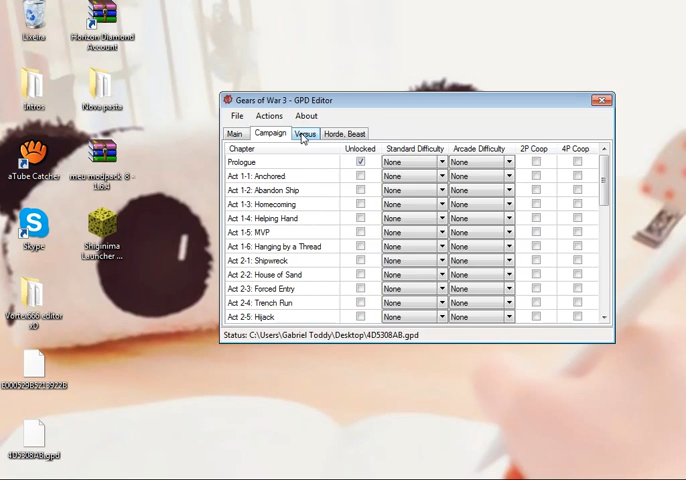 Lixeira
Horizon Diamond
Account
Intros
Nova pasta
aTube Catcher
meu modpack 8 -
1.6.4
Skype
Shiginima
Launcher ...
Vertex666 editor
xD
E000529B5213922B
4D5308AB.gpd
Gears of War 3 - GPD Editor
File Actions About
Main Campaign Versus Horde, Beast
Chapter Unlocked Standard Difficulty Arcade Difficulty 2P Coop 4P Coop
Prologue None None
Act 1-1: Anchored None None
Act 1-2: Abandon Ship None None
Act 1-3: Homecoming None None
Act 1-4: Helping Hand None None
Act 1-5: MVP None None
Act 1-6: Hanging by a Thread None None
Act 2-1: Shipwreck None None
Act 2-2: House of Sand None None
Act 2-3: Forced Entry None None
Act 2-4: Trench Run None None
Act 2-5: Hijack None None
Status: C:\Users\Gabriel Toddy\Desktop\4D5308AB.gpd